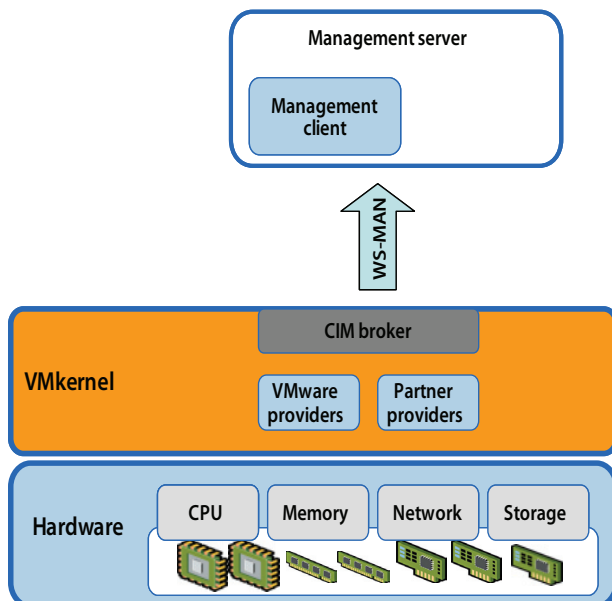 Management server
Management
client
WS-MAN
CIM broker
VMkernel
VMware
providers
Partner
providers
Hardware
CPU
Memory
Network
Storage